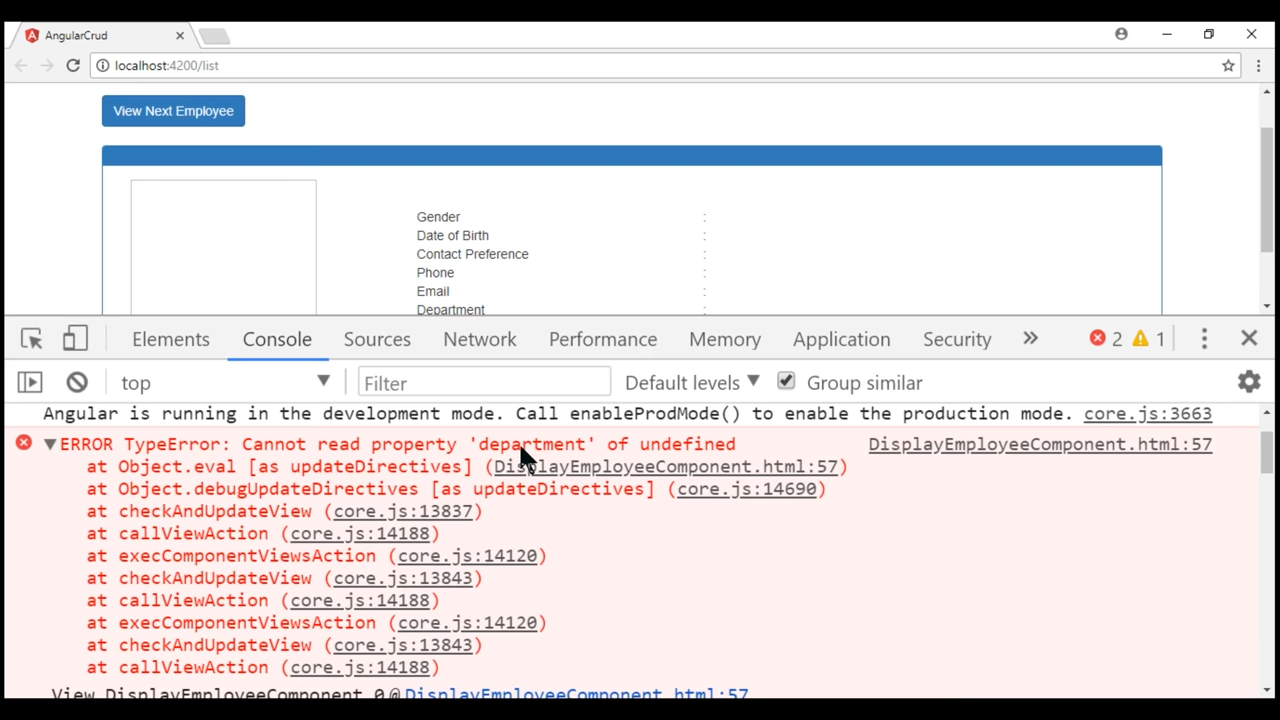 AngularCrud
localhost:4200/list
View Next Employee
Gender :
Date of Birth :
Contact Preference :
Phone :
Email :
Department :
Elements Console Sources Network Performance Memory Application Security » 2 1
top Filter Default levels Group similar
Angular is running in the development mode. Call enableProdMode() to enable the production mode. core.js:3663
ERROR TypeError: Cannot read property 'department' of undefined DisplayEmployeeComponent.html:57
at Object.eval [as updateDirectives] (DisplayEmployeeComponent.html:57)
at Object.debugUpdateDirectives [as updateDirectives] (core.js:14690)
at checkAndUpdateView (core.js:13837)
at callViewAction (core.js:14188)
at execComponentViewsAction (core.js:14120)
at checkAndUpdateView (core.js:13843)
at callViewAction (core.js:14188)
at execComponentViewsAction (core.js:14120)
at checkAndUpdateView (core.js:13843)
at callViewAction (core.js:14188)
View_DisplayEmployeeComponent_0 @ DisplayEmployeeComponent.html:57